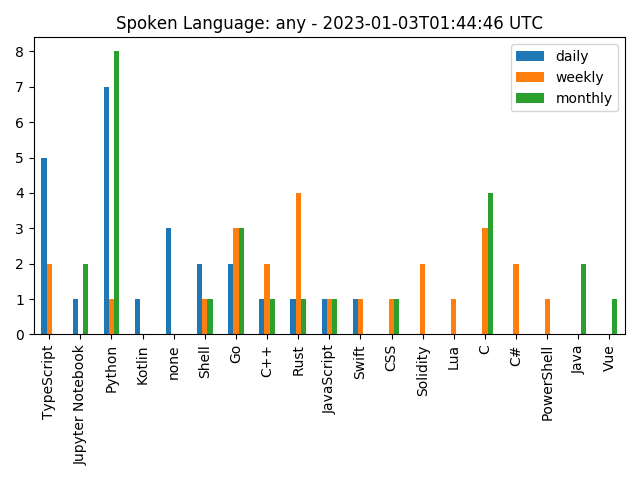 Spoken Language: any - 2023-01-03T01:44:46 UTC
daily
weekly
monthly
8
7
6
5
4
3
2
1
0
TypeScript
Jupyter Notebook
Python
Kotlin
none
Shell
Go
C++
Rust
JavaScript
Swift
CSS
Solidity
Lua
C
C#
PowerShell
Java
Vue